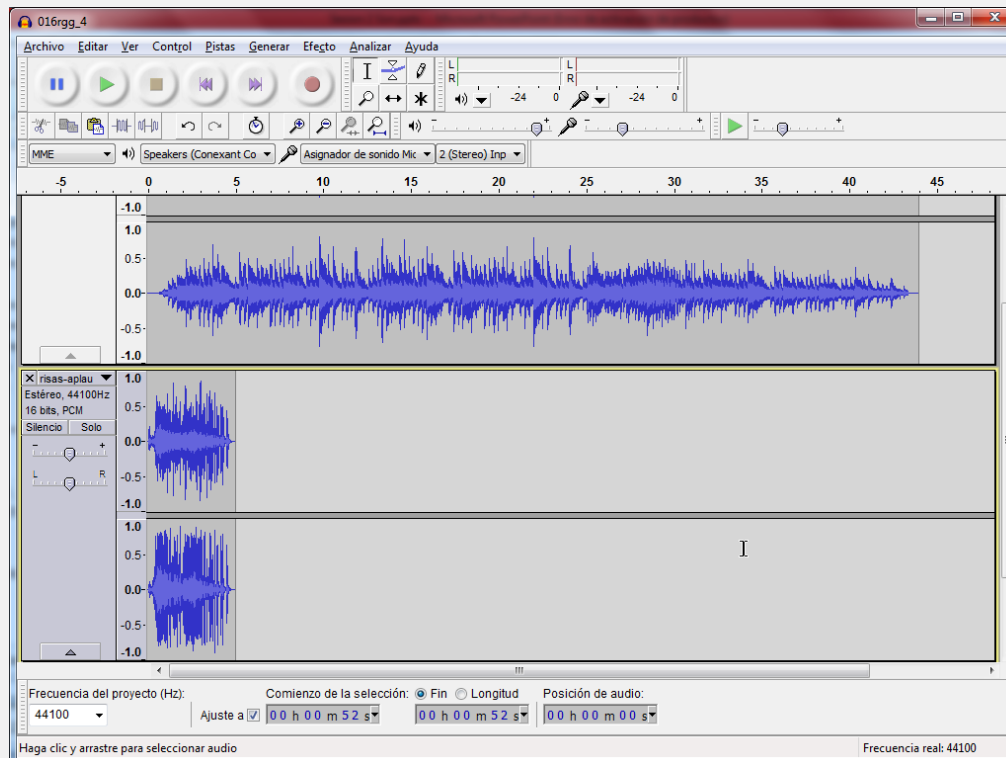 016rgg_4
Archivo Editar Ver Control Pistas Generar Efecto Analizar Ayuda
L R L R
-24 0 -24 0
- + - + - +
MME Speakers (Conexant Co Asignador de sonido Mic 2 (Stereo) Inp
-5 0 5 10 15 20 25 30 35 40 45
-1.0
1.0
0.5
0.0
-0.5
-1.0
X risas-aplau
Estéreo, 44100Hz
16 bits, PCM
Silencio Solo
- +
L R
1.0
0.5
0.0
-0.5
-1.0
1.0
0.5
0.0
-0.5
-1.0
Frecuencia del proyecto (Hz): Comienzo de la selección: Fin Longitud Posición de audio:
44100 Ajuste a 00 h 00 m 52 s 00 h 00 m 52 s 00 h 00 m 00 s
Haga clic y arrastre para seleccionar audio Frecuencia real: 44100